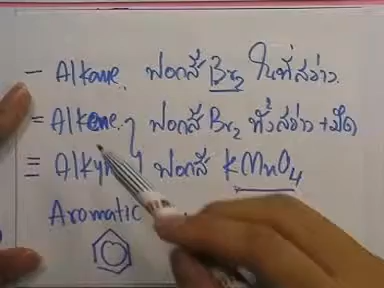 - Alkane ฟอกสี Br₂ ในที่สว่าง
= Alkene ฟอกสี Br₂ ทั้งสว่าง + มืด
≡ Alkyn ฟอกสี KMnO₄
Aromatic